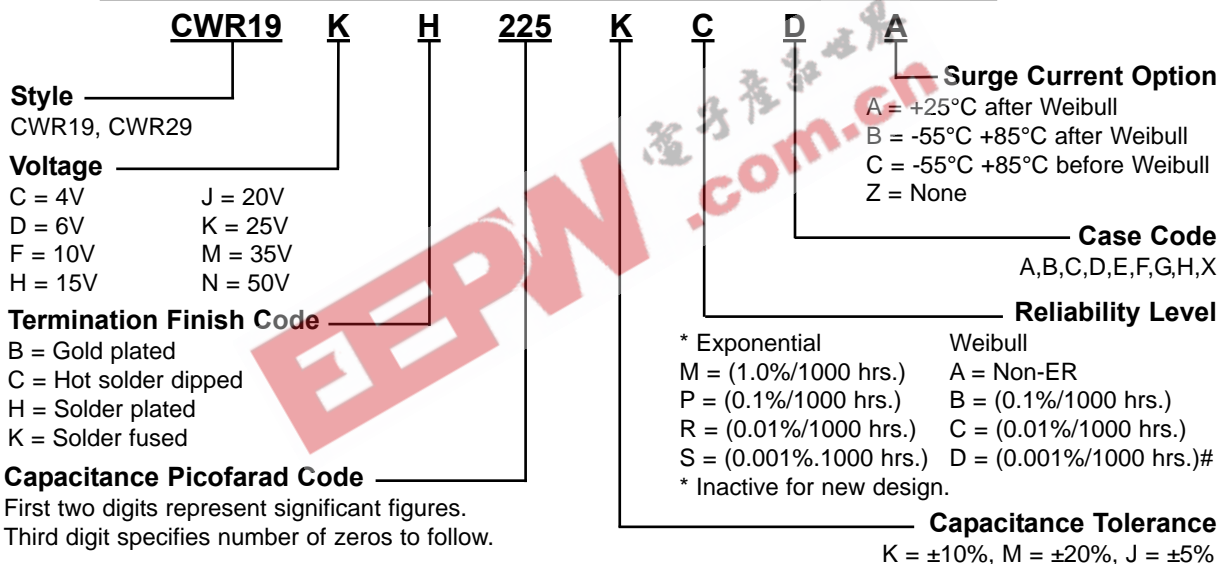 CWR19 K H 225 K C D A
Style
CWR19, CWR29
Voltage
C = 4V J = 20V
D = 6V K = 25V
F = 10V M = 35V
H = 15V N = 50V
Termination Finish Code
B = Gold plated
C = Hot solder dipped
H = Solder plated
K = Solder fused
Capacitance Picofarad Code
First two digits represent significant figures.
Third digit specifies number of zeros to follow.
Surge Current Option
A = +25°C after Weibull
B = -55°C +85°C after Weibull
C = -55°C +85°C before Weibull
Z = None
Case Code
A,B,C,D,E,F,G,H,X
Reliability Level
* Exponential Weibull
M = (1.0%/1000 hrs.) A = Non-ER
P = (0.1%/1000 hrs.) B = (0.1%/1000 hrs.)
R = (0.01%/1000 hrs.) C = (0.01%/1000 hrs.)
S = (0.001%.1000 hrs.) D = (0.001%/1000 hrs.)#
* Inactive for new design.
Capacitance Tolerance
K = ±10%, M = ±20%, J = ±5%
EEPW .com.cn
电子产品世界